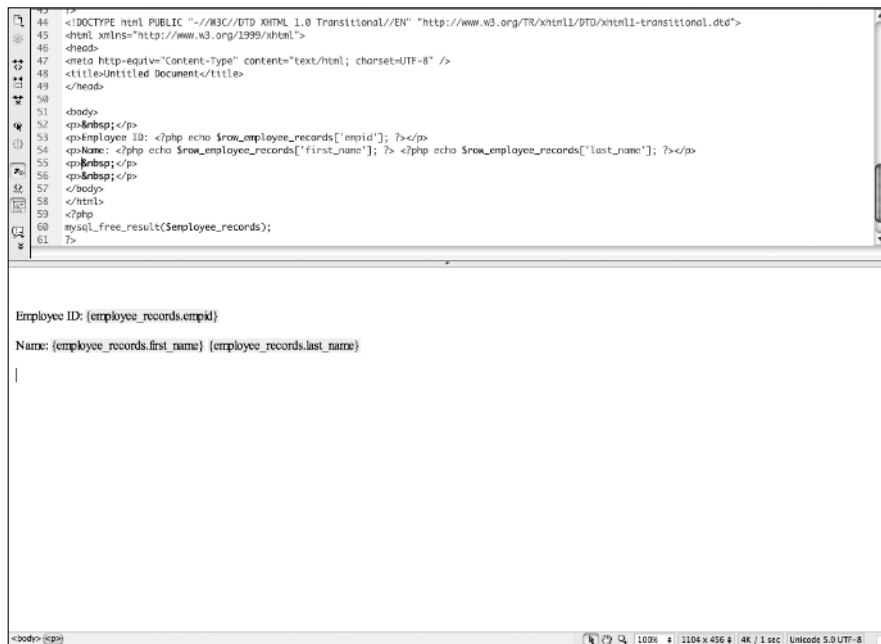 43 ?>
44 <!DOCTYPE html PUBLIC "-//W3C//DTD XHTML 1.0 Transitional//EN" "http://www.w3.org/TR/xhtml1/DTD/xhtml1-transitional.dtd">
45 <html xmlns="http://www.w3.org/1999/xhtml">
46 <head>
47 <meta http-equiv="Content-Type" content="text/html; charset=UTF-8" />
48 <title>Untitled Document</title>
49 </head>
50
51 <body>
52 <p>&nbsp;</p>
53 <p>Employee ID: <?php echo $row_employee_records['empid']; ?></p>
54 <p>Name: <?php echo $row_employee_records['first_name']; ?> <?php echo $row_employee_records['last_name']; ?></p>
55 <p>&nbsp;</p>
56 <p>&nbsp;</p>
57 </body>
58 </html>
59 <?php
60 mysql_free_result($employee_records);
61 ?>
Employee ID: {employee_records.empid}
Name: {employee_records.first_name} {employee_records.last_name}
<body> <p> 100% 1104 x 456 4K / 1 sec Unicode 5.0 UTF-8